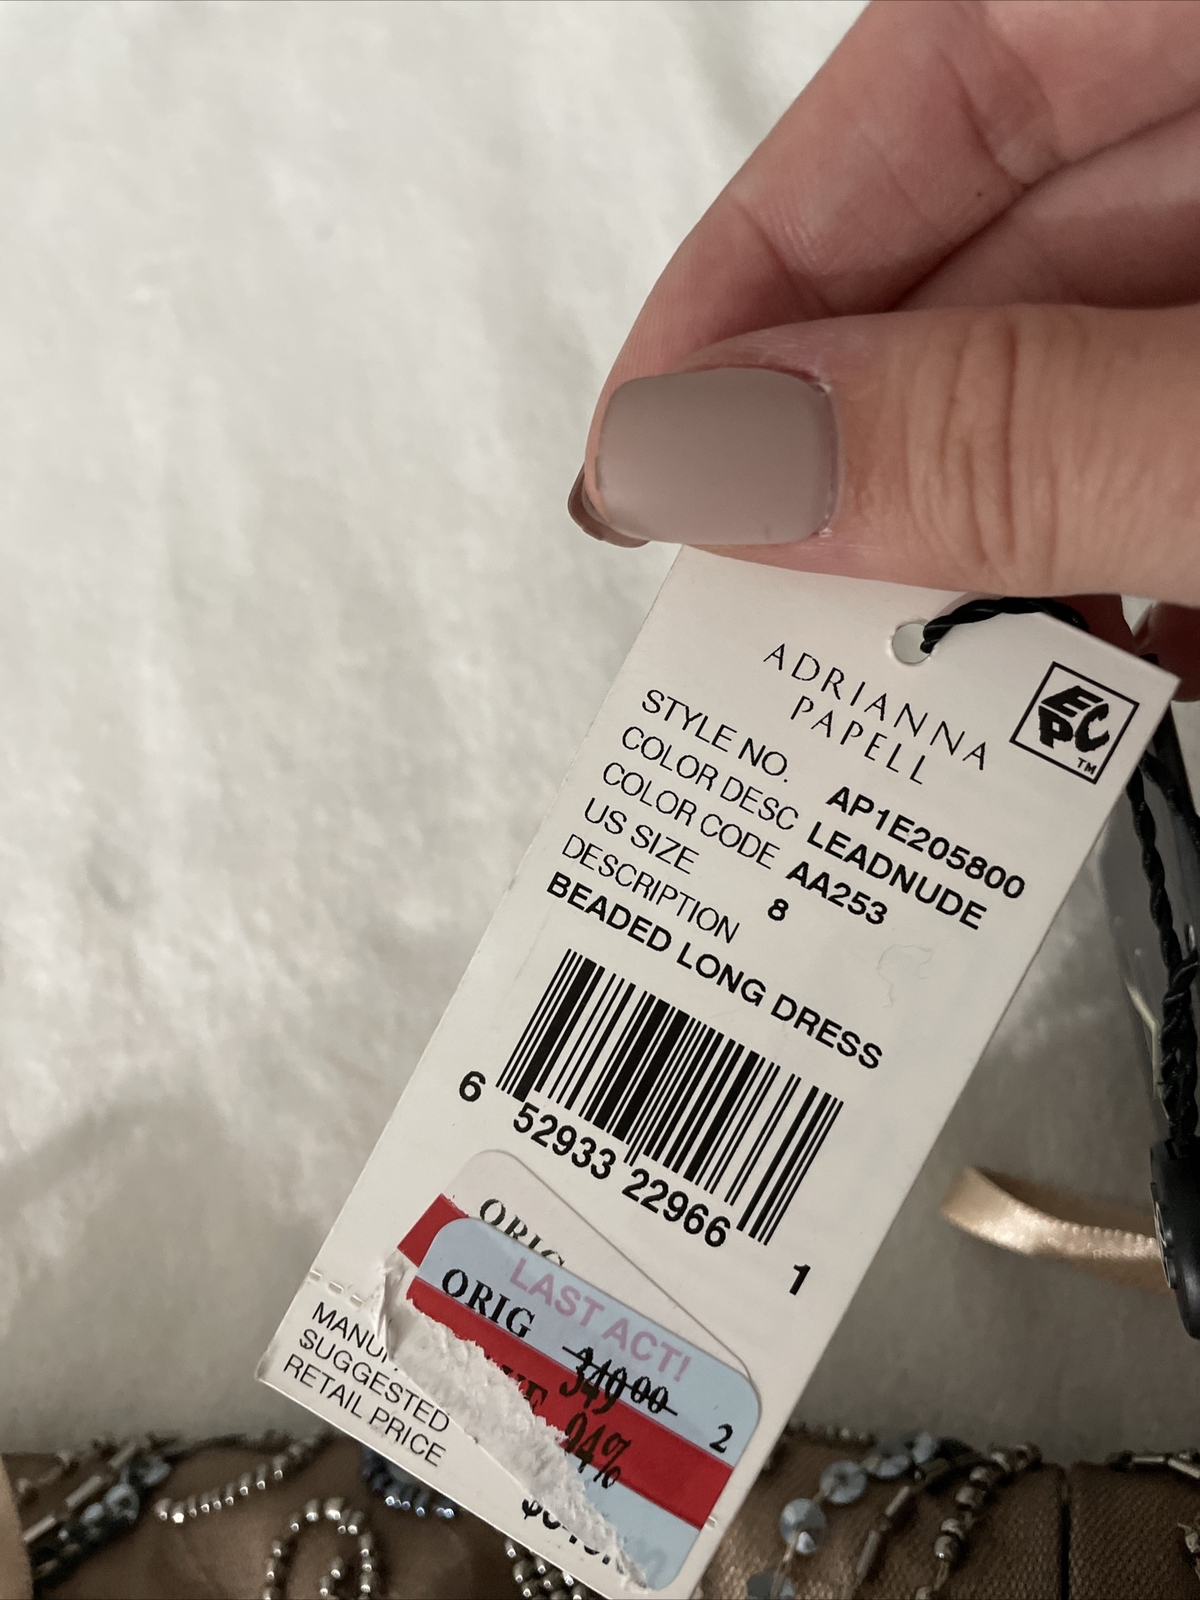 ADRIANNA
PAPELL
EPC
TM
STYLE NO. AP1E205800
COLOR DESC LEADNUDE
COLOR CODE AA253
US SIZE 8
DESCRIPTION
BEADED LONG DRESS
6 52933 22966 1
ORIG
LAST ACT!
ORIG 349.00
94%
2
SUGGESTED
RETAIL PRICE